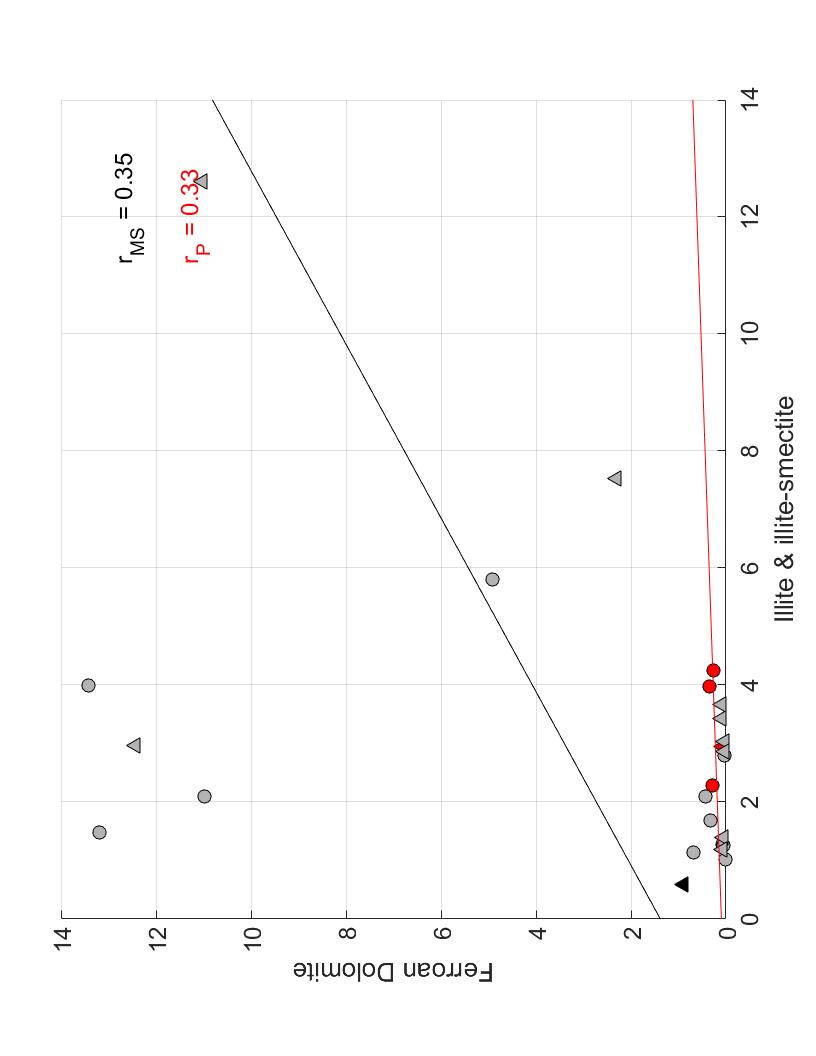 14
12
10
8
6
4
2
0
Ferroan Dolomite
r_MS = 0.35
r_P = 0.33
0 2 4 6 8 10 12 14
Illite & illite-smectite